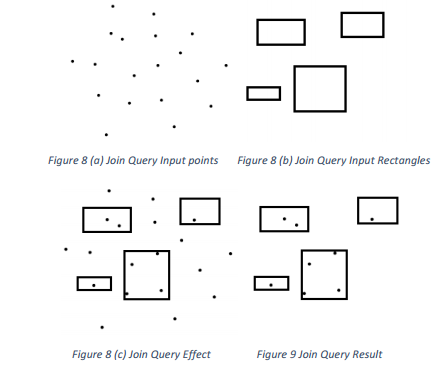 Figure 8 (a) Join Query Input points
Figure 8 (b) Join Query Input Rectangles
Figure 8 (c) Join Query Effect
Figure 9 Join Query Result